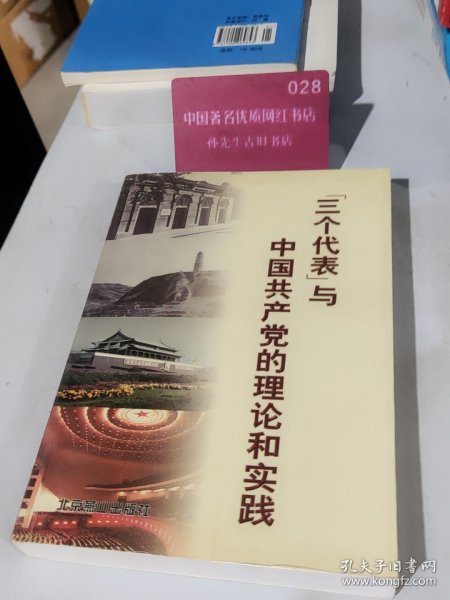 028
中国著名优质网红书店
孙先生古旧书店
「三个代表」与
中国共产党的理论和实践
北京燕山出版社
孔夫子旧书网
www.kongfz.com